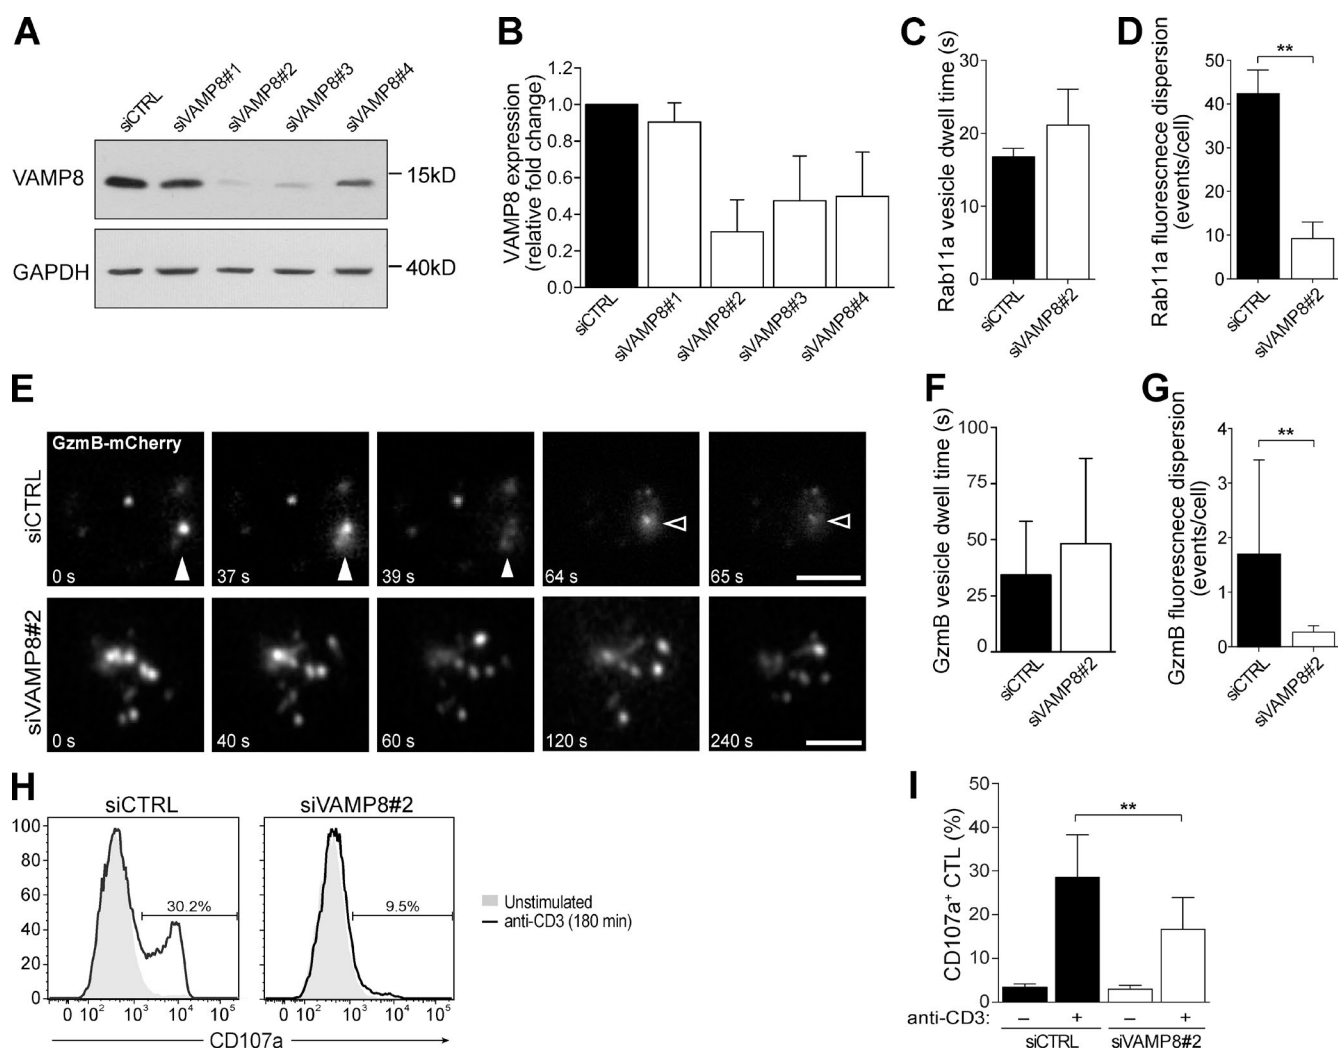 A
siCTRL
siVAMP8#1
siVAMP8#2
siVAMP8#3
siVAMP8#4
VAMP8
15kD
GAPDH
40kD
B
VAMP8 expression
(relative fold change)
1.2
1.0
0.8
0.6
0.4
0.2
0.0
siCTRL
siVAMP8#1
siVAMP8#2
siVAMP8#3
siVAMP8#4
C
Rab11a vesicle dwell time (s)
30
20
10
0
siCTRL
siVAMP8#2
D
Rab11a fluorescnece dispersion
(events/cell)
**
50
40
30
20
10
0
siCTRL
siVAMP8#2
E
siCTRL
GzmB-mCherry
0 s
37 s
39 s
64 s
65 s
siVAMP8#2
0 s
40 s
60 s
120 s
240 s
F
GzmB vesicle dwell time (s)
100
75
50
25
0
siCTRL
siVAMP8#2
G
GzmB fluorescnece dispersion
(events/cell)
**
4
3
2
1
0
siCTRL
siVAMP8#2
H
siCTRL
siVAMP8#2
100
80
60
40
20
0
30.2%
9.5%
0 10² 10³ 10⁴ 10⁵
0 10² 10³ 10⁴ 10⁵
CD107a
Unstimulated
anti-CD3 (180 min)
I
CD107a⁺ CTL (%)
50
40
30
20
10
0
**
anti-CD3: – + – +
siCTRL
siVAMP8#2